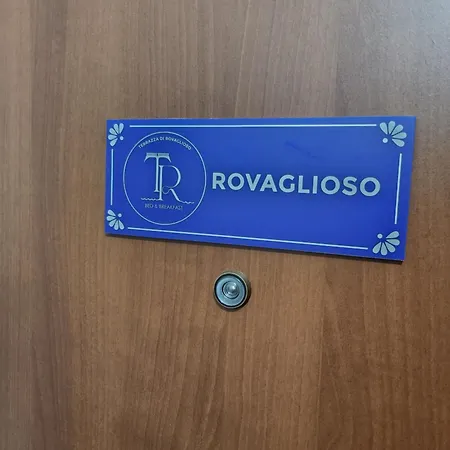 TERRAZZA DI ROVAGLIOSO
TR
BED & BREAKFAST
ROVAGLIOSO